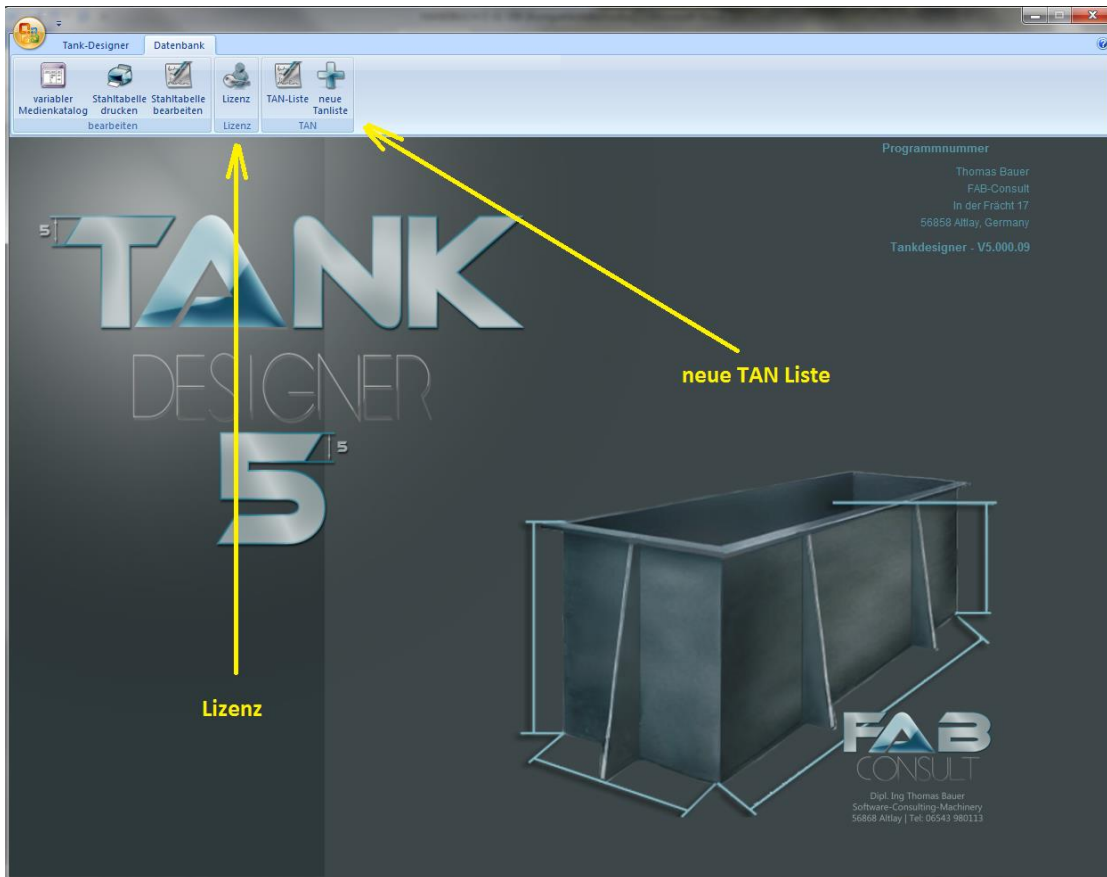 Tank-Designer Datenbank
variabler Medienkatalog
Stahltabelle drucken
Stahltabelle bearbeiten
Lizenz
TAN-Liste
neue Tanliste
bearbeiten
Lizenz
TAN
Programmnummer
Thomas Bauer
FAB-Consult
In der Frächt 17
56858 Altlay, Germany
Tankdesigner - V5.000.09
5
TANK
DESIGNER
5
5
neue TAN Liste
Lizenz
FAB
CONSULT
Dipl. Ing Thomas Bauer
Software-Consulting-Machinery
56868 Altlay | Tel: 06543 980113